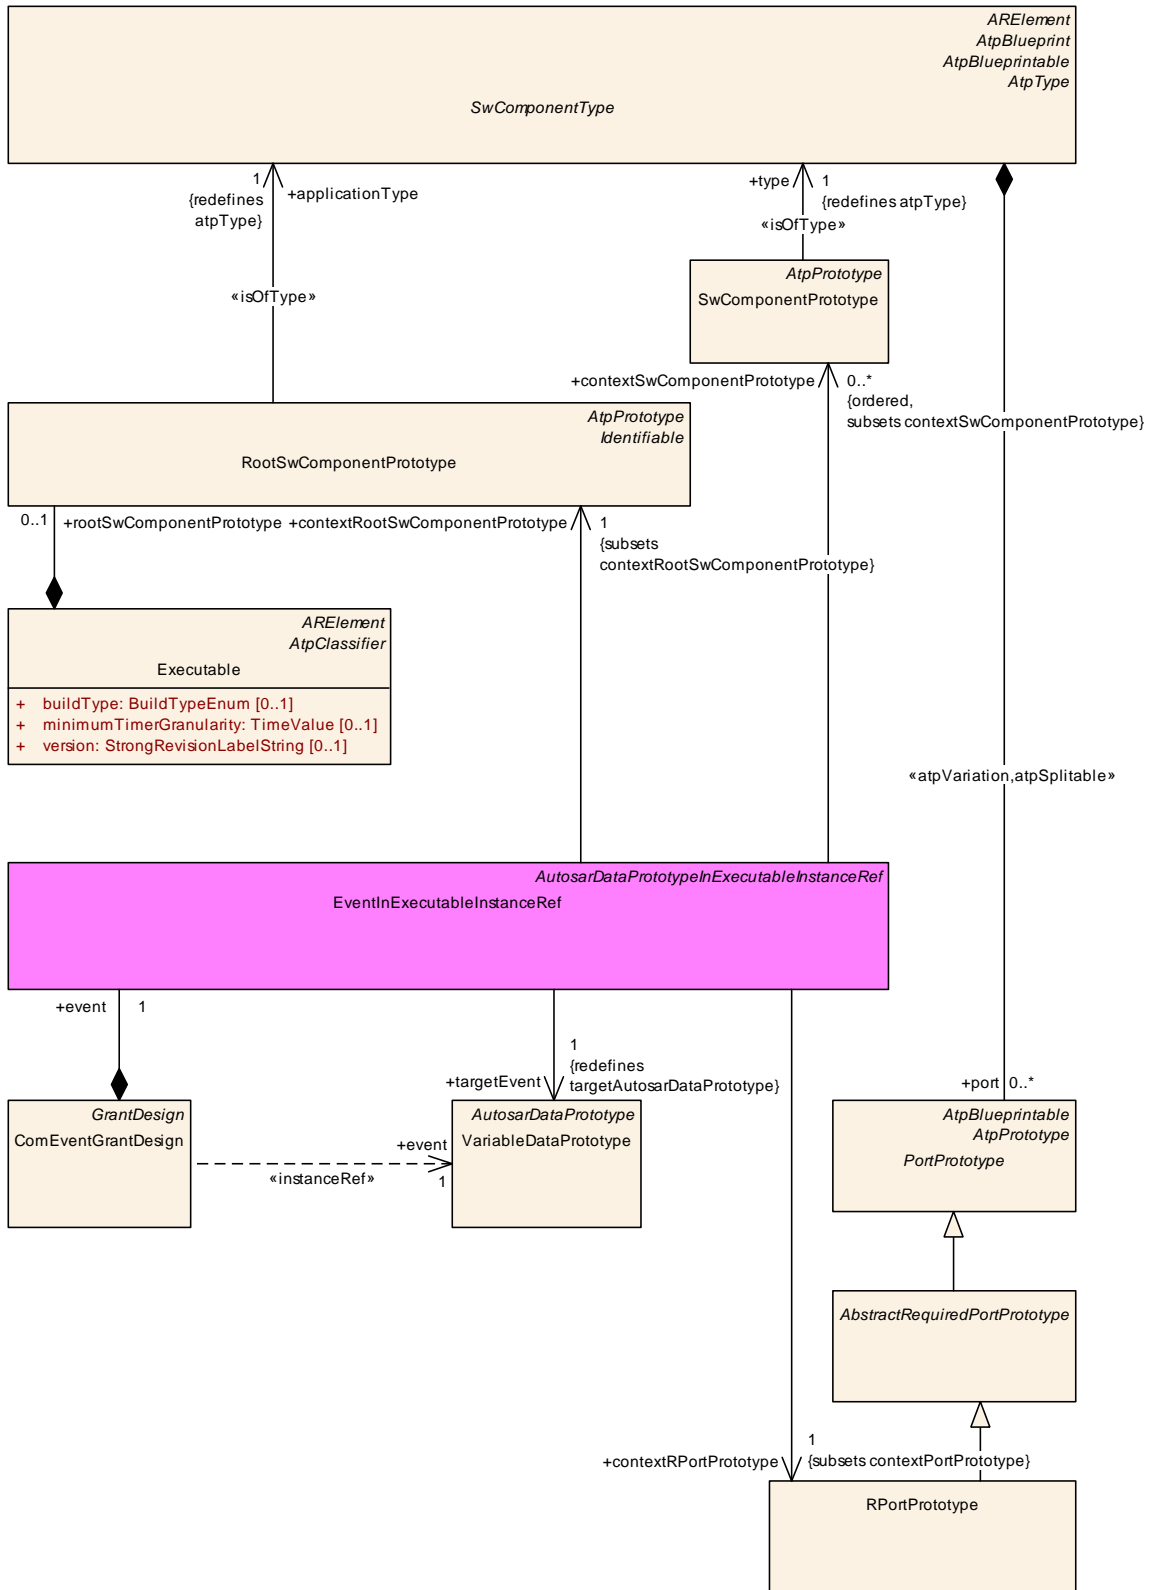 ARElement
AtpBlueprint
AtpBlueprintable
AtpType
SwComponentType
1
{redefines
atpType}
+applicationType
+type
1
{redefines atpType}
«isOfType»
AtpPrototype
SwComponentPrototype
«isOfType»
+contextSwComponentPrototype
0..*
{ordered,
subsets contextSwComponentPrototype}
AtpPrototype
Identifiable
RootSwComponentPrototype
0..1
+rootSwComponentPrototype
+contextRootSwComponentPrototype
1
{subsets
contextRootSwComponentPrototype}
ARElement
AtpClassifier
Executable
+ buildType: BuildTypeEnum [0..1]
+ minimumTimerGranularity: TimeValue [0..1]
+ version: StrongRevisionLabelString [0..1]
«atpVariation,atpSplitable»
AutosarDataPrototypeInExecutableInstanceRef
EventInExecutableInstanceRef
+event
1
1
{redefines
targetAutosarDataPrototype}
+targetEvent
+port
0..*
GrantDesign
ComEventGrantDesign
AutosarDataPrototype
VariableDataPrototype
+event
1
«instanceRef»
AtpBlueprintable
AtpPrototype
PortPrototype
AbstractRequiredPortPrototype
+contextRPortPrototype
1
{subsets contextPortPrototype}
RPortPrototype